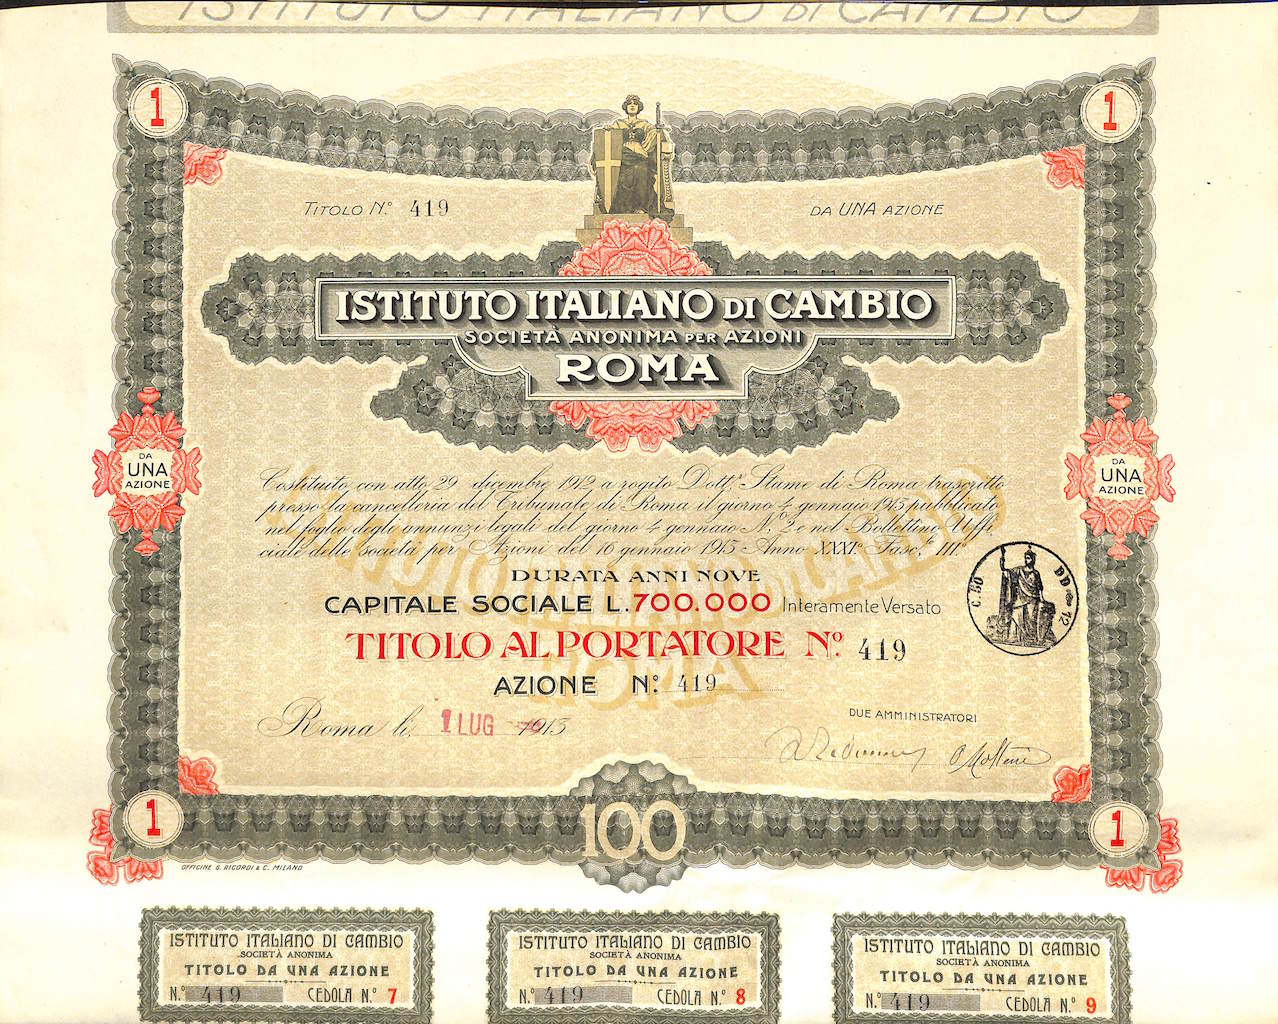 ISTITUTO ITALIANO DI CAMBIO
1 1
TITOLO N.º 419 DA UNA AZIONE
ISTITUTO ITALIANO DI CAMBIO
SOCIETÀ ANONIMA PER AZIONI
ROMA
DA UNA AZIONE
DA UNA AZIONE
Costituito con atto 29 dicembre 1912 a rogito Dott.r Stame di Roma trascritto
presso la cancelleria del Tribunale di Roma il giorno 4 gennaio 1913 pubblicato
nel foglio degli annunzi legali del giorno 4 gennaio N. 2 e nel Bollettino Uffi
ciale delle società per Azioni del 16 gennaio 1913 Anno XXXI Fasc. III
DURATA ANNI NOVE
CAPITALE SOCIALE L. 700.000 Interamente Versato
C. BO DD 12
TITOLO AL PORTATORE N.º 419
AZIONE N.º 419
Roma li 1 LUG 1913
DUE AMMINISTRATORI
1 100 1
OFFICINE G. RICORDI & C. MILANO
ISTITUTO ITALIANO DI CAMBIO
SOCIETÀ ANONIMA
TITOLO DA UNA AZIONE
N.º 419 CEDOLA N.º 7
ISTITUTO ITALIANO DI CAMBIO
SOCIETÀ ANONIMA
TITOLO DA UNA AZIONE
N.º 419 CEDOLA N.º 8
ISTITUTO ITALIANO DI CAMBIO
SOCIETÀ ANONIMA
TITOLO DA UNA AZIONE
N.º 419 CEDOLA N.º 9